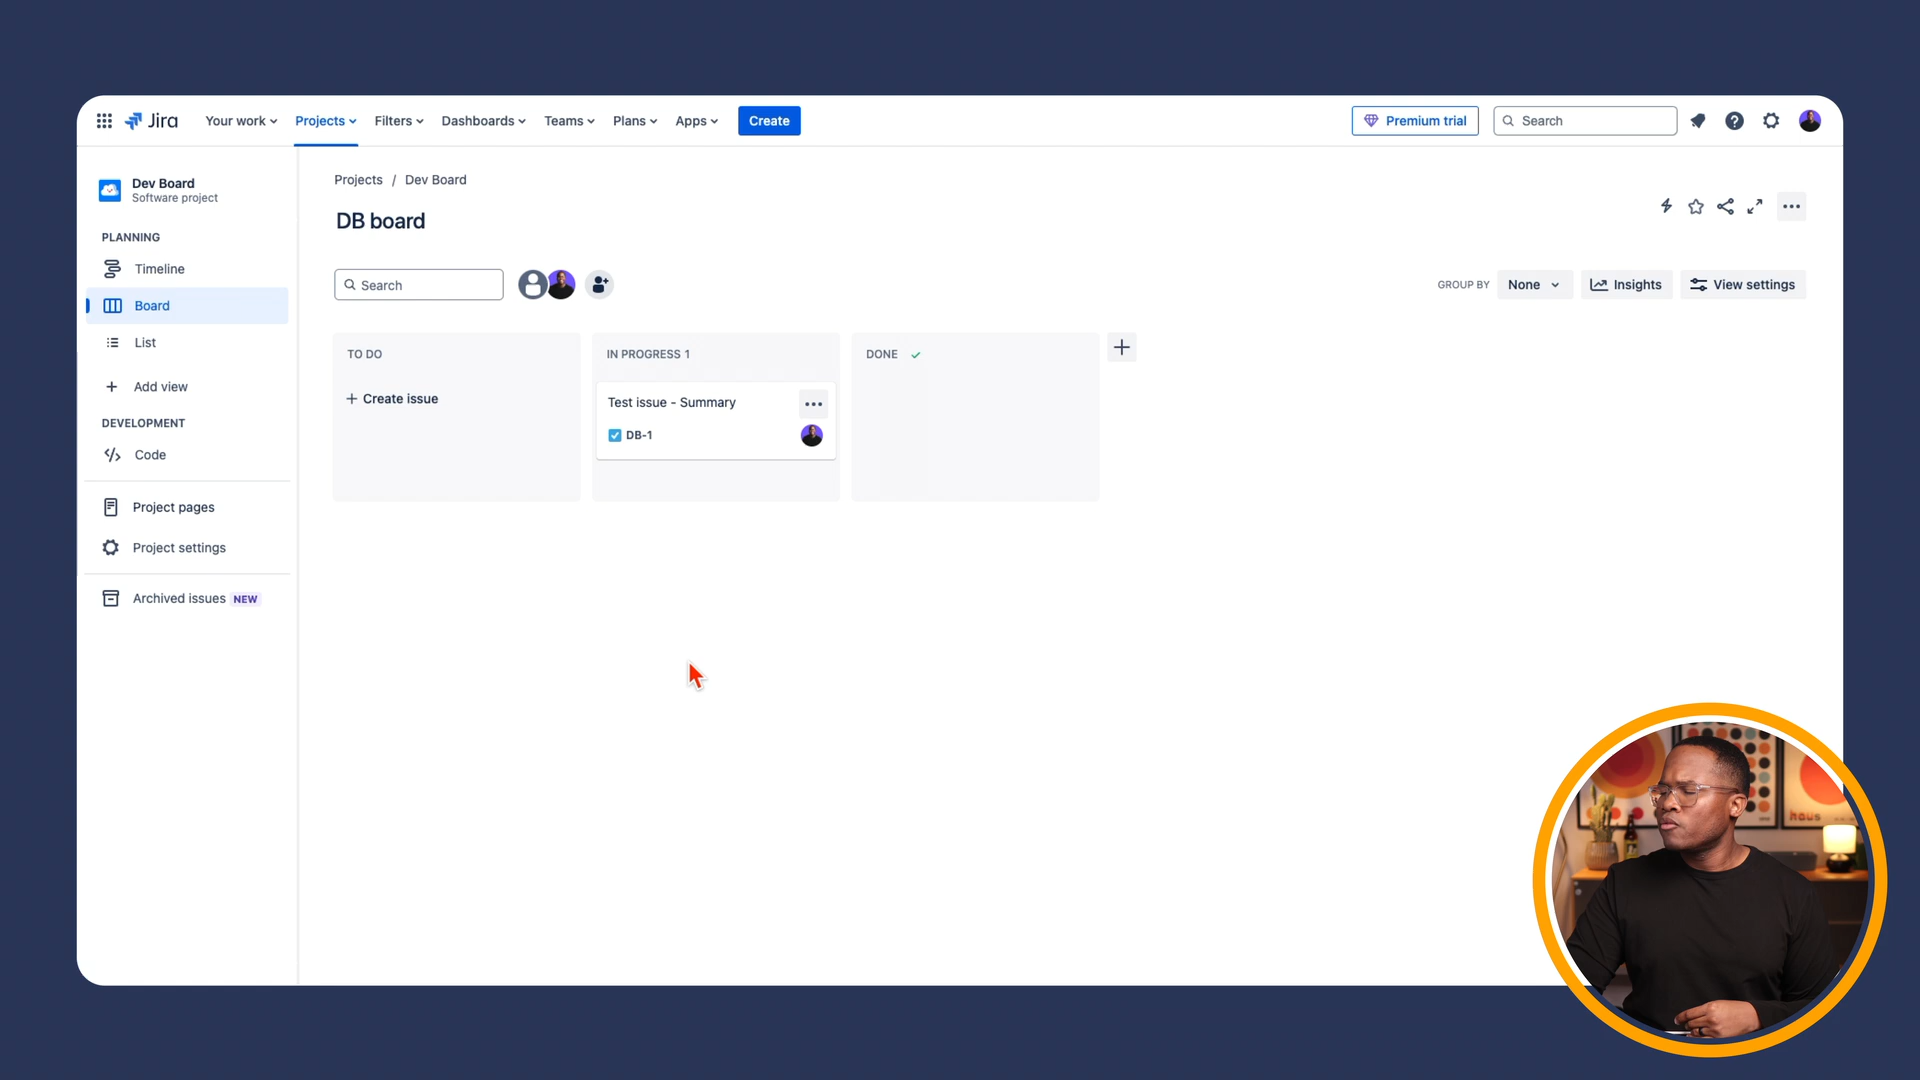 Jira Your work Projects Filters Dashboards Teams Plans Apps Create Premium trial Search
Dev Board
Software project
PLANNING
Timeline
Board
List
Add view
DEVELOPMENT
Code
Project pages
Project settings
Archived issues NEW
Projects / Dev Board
DB board
Search
GROUP BY None Insights View settings
TO DO
+ Create issue
IN PROGRESS 1
Test issue - Summary
DB-1
DONE
haus